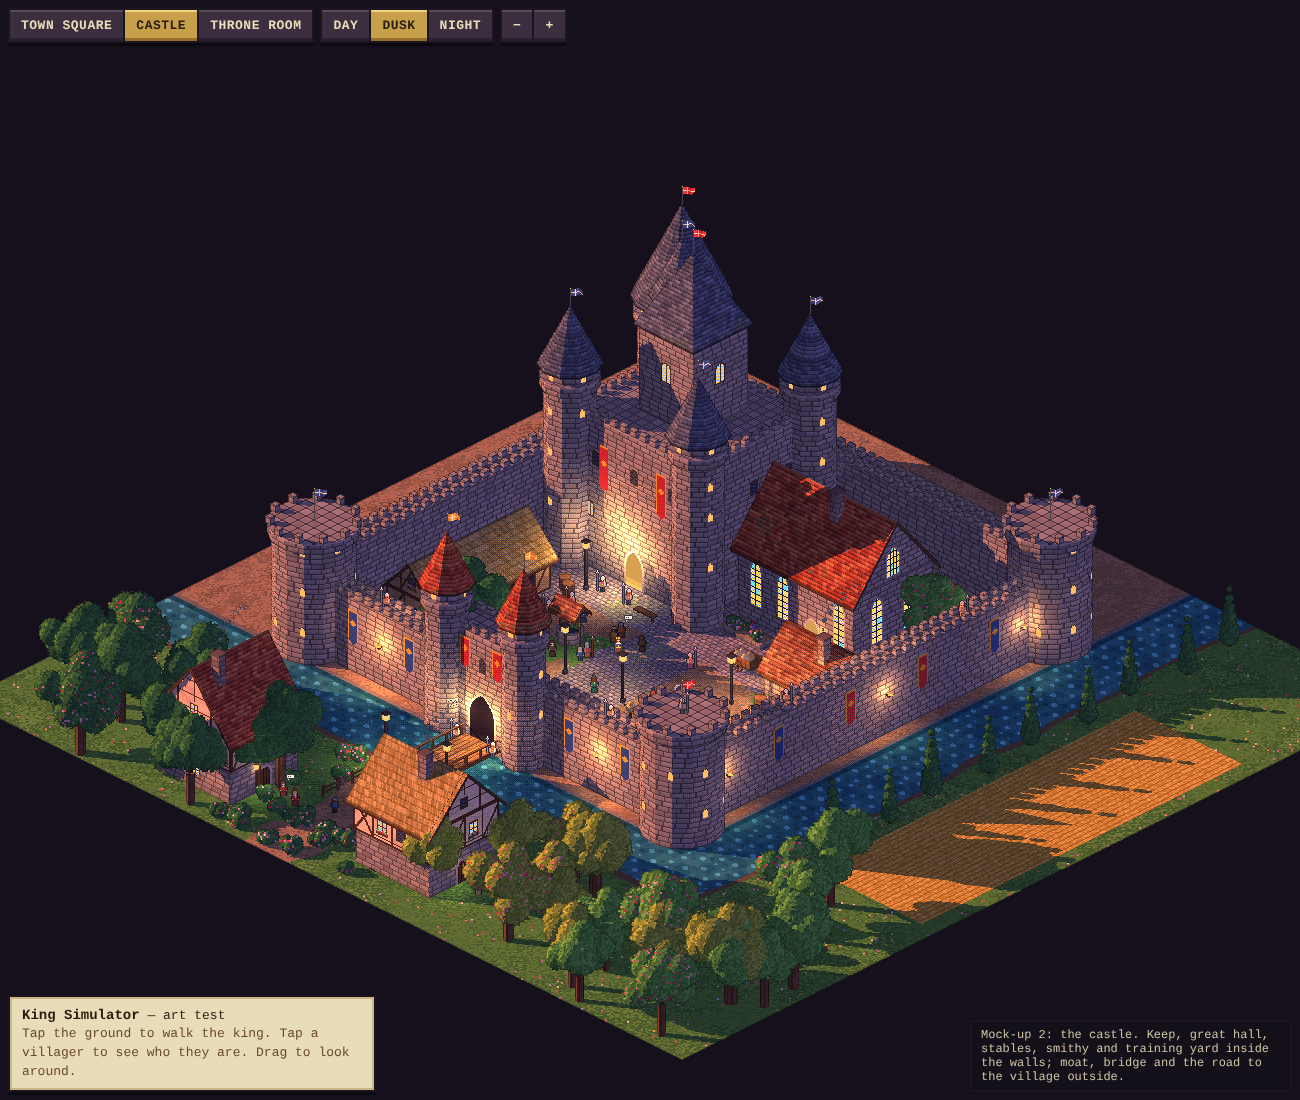 TOWN SQUARE CASTLE THRONE ROOM DAY DUSK NIGHT − +
King Simulator — art test
Tap the ground to walk the king. Tap a
villager to see who they are. Drag to look
around.
Mock-up 2: the castle. Keep, great hall,
stables, smithy and training yard inside
the walls; moat, bridge and the road to
the village outside.